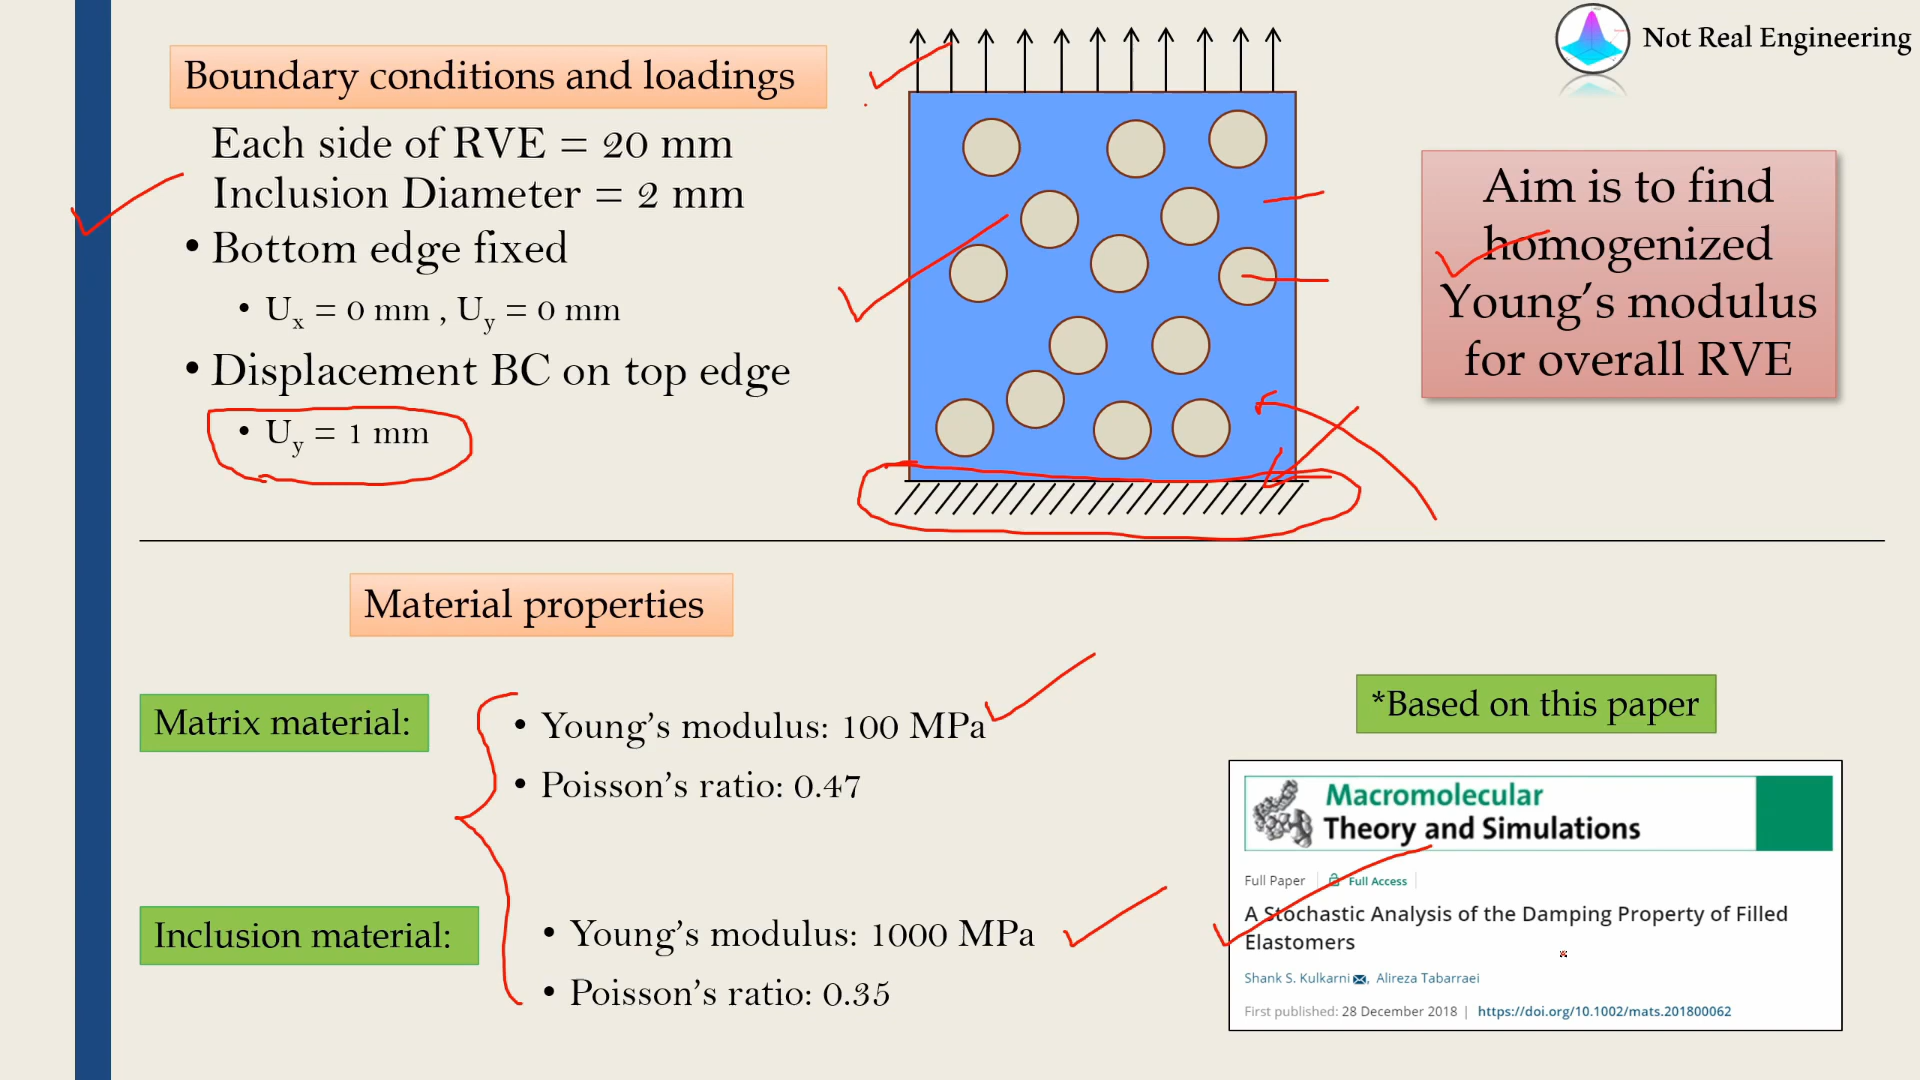 Not Real Engineering
Boundary conditions and loadings
Each side of RVE = 20 mm
Inclusion Diameter = 2 mm
• Bottom edge fixed
• Ux = 0 mm , Uy = 0 mm
• Displacement BC on top edge
• Uy = 1 mm
Aim is to find
homogenized
Young's modulus
for overall RVE
Material properties
Matrix material:
• Young's modulus: 100 MPa
• Poisson's ratio: 0.47
Inclusion material:
• Young's modulus: 1000 MPa
• Poisson's ratio: 0.35
*Based on this paper
Macromolecular
Theory and Simulations
Full Paper | Full Access |
A Stochastic Analysis of the Damping Property of Filled
Elastomers
Shank S. Kulkarni, Alireza Tabarraei
First published: 28 December 2018 | https://doi.org/10.1002/mats.201800062